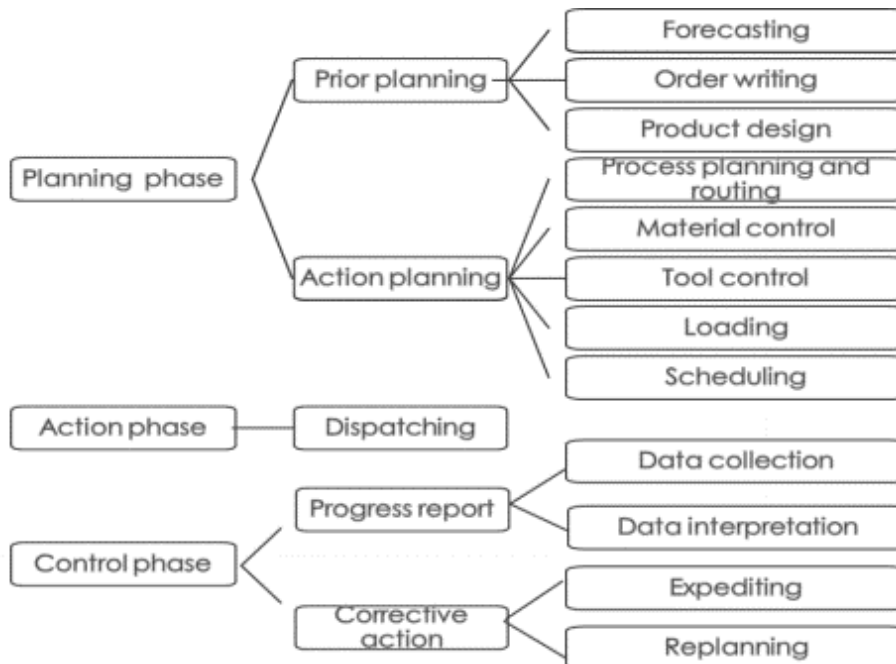 Forecasting
Prior planning
Order writing
Product design
Planning phase
Process planning and
routing
Material control
Action planning
Tool control
Loading
Scheduling
Action phase
Dispatching
Data collection
Progress report
Data interpretation
Control phase
Expediting
Corrective
action
Replanning